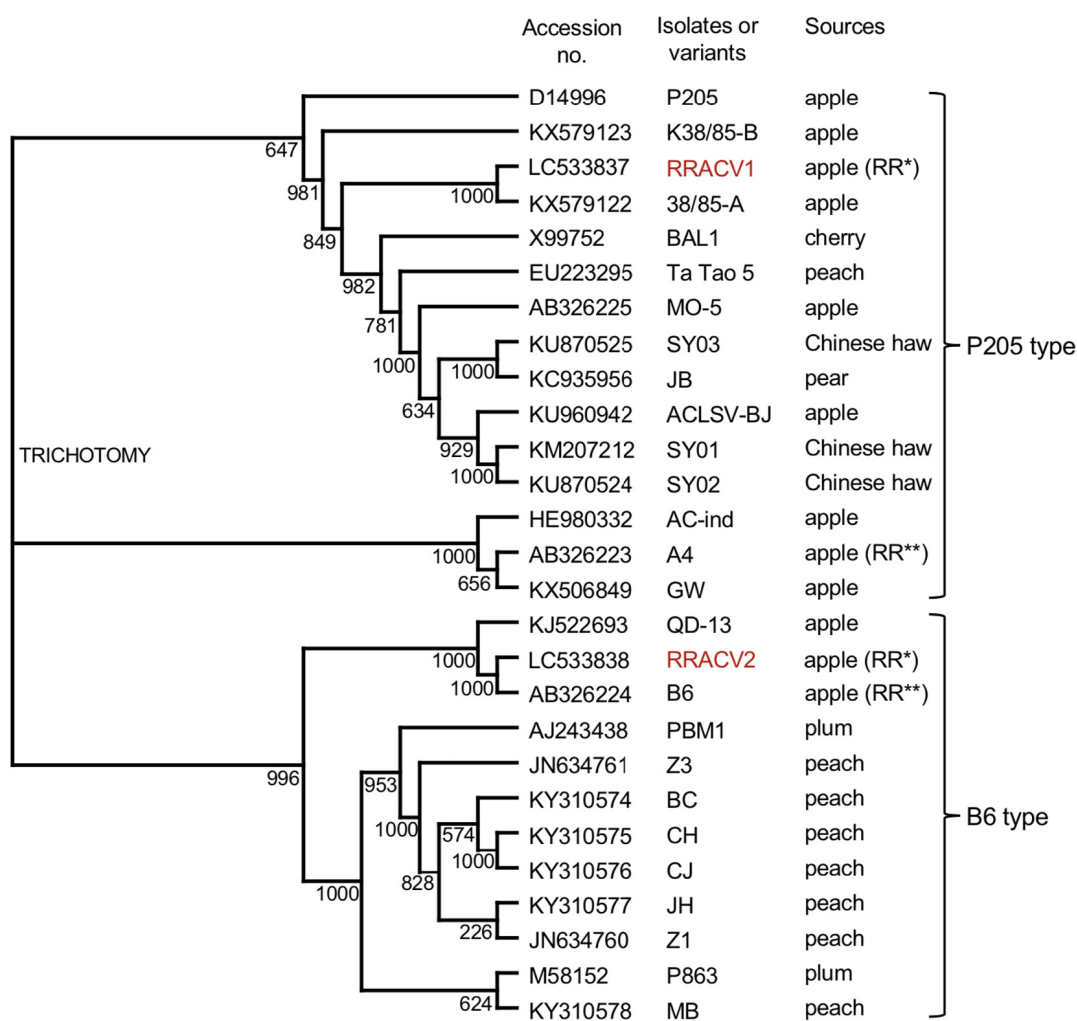 Accession no. Isolates or variants Sources
D14996 P205 apple
647
KX579123 K38/85-B apple
981
LC533837 RRACV1 apple (RR*)
1000
KX579122 38/85-A apple
849
X99752 BAL1 cherry
982
EU223295 Ta Tao 5 peach
781
AB326225 MO-5 apple
1000
KU870525 SY03 Chinese haw
P205 type
1000
KC935956 JB pear
634
KU960942 ACLSV-BJ apple
929
KM207212 SY01 Chinese haw
TRICHOTOMY
1000
KU870524 SY02 Chinese haw
HE980332 AC-ind apple
1000
AB326223 A4 apple (RR**)
656
KX506849 GW apple
KJ522693 QD-13 apple
1000
LC533838 RRACV2 apple (RR*)
1000
AB326224 B6 apple (RR**)
AJ243438 PBM1 plum
JN634761 Z3 peach
996
953
KY310574 BC peach
B6 type
1000
574
KY310575 CH peach
1000
KY310576 CJ peach
828
1000
KY310577 JH peach
226
JN634760 Z1 peach
M58152 P863 plum
624
KY310578 MB peach